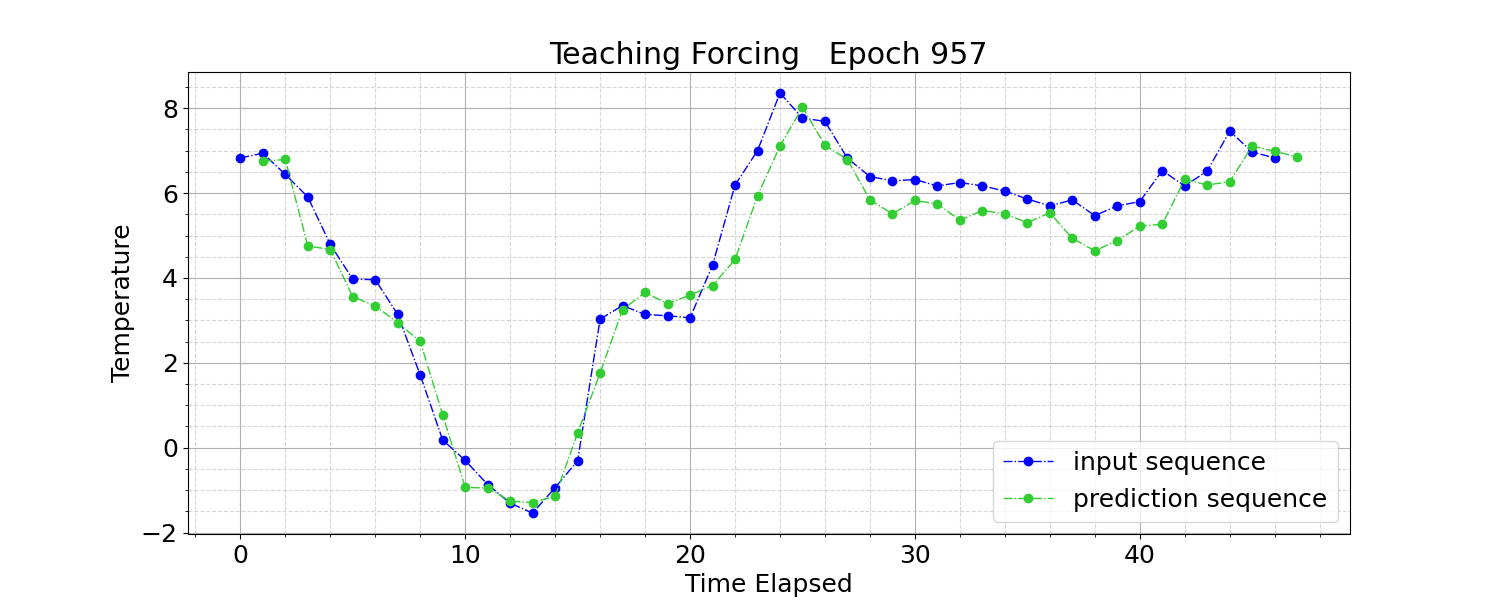 Teaching Forcing   Epoch 957
8
6
4
2
0
−2
Temperature
0 10 20 30 40
Time Elapsed
input sequence
prediction sequence